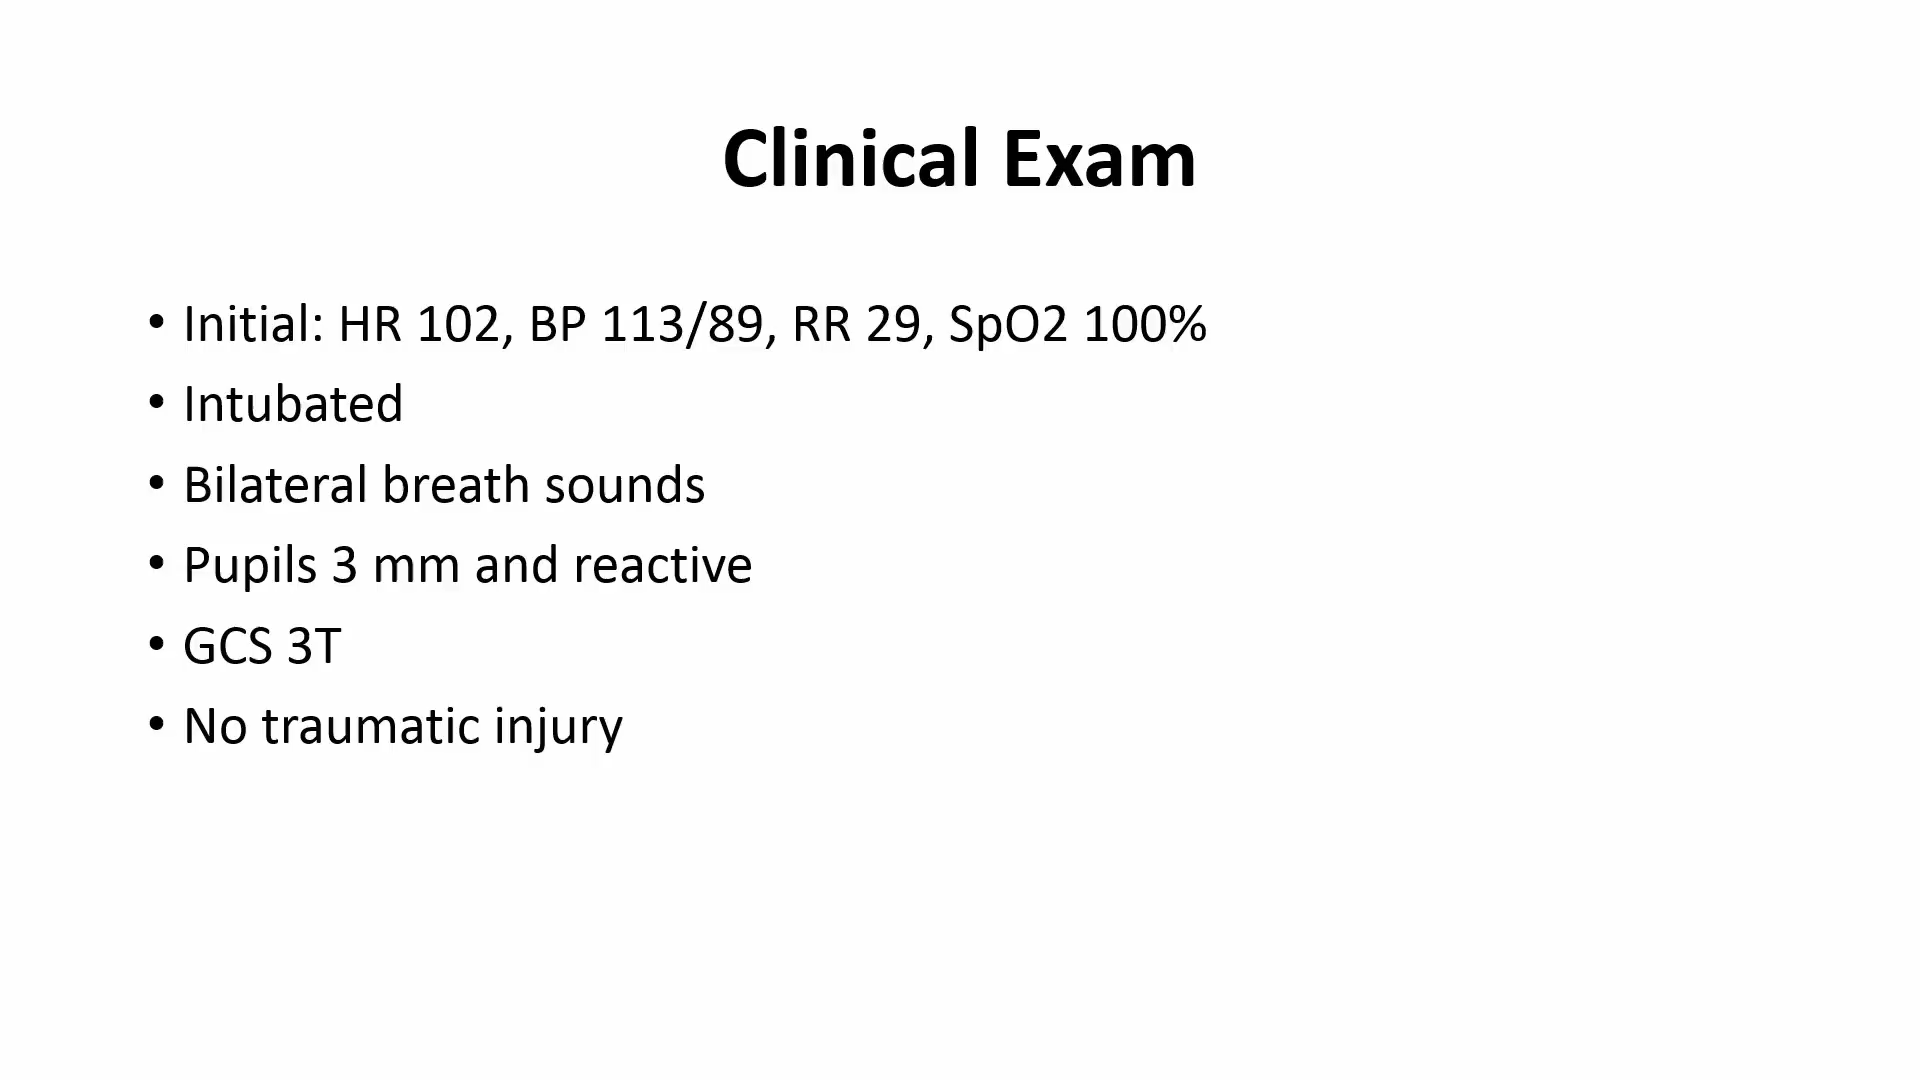 Clinical Exam
• Initial: HR 102, BP 113/89, RR 29, SpO2 100%
• Intubated
• Bilateral breath sounds
• Pupils 3 mm and reactive
• GCS 3T
• No traumatic injury